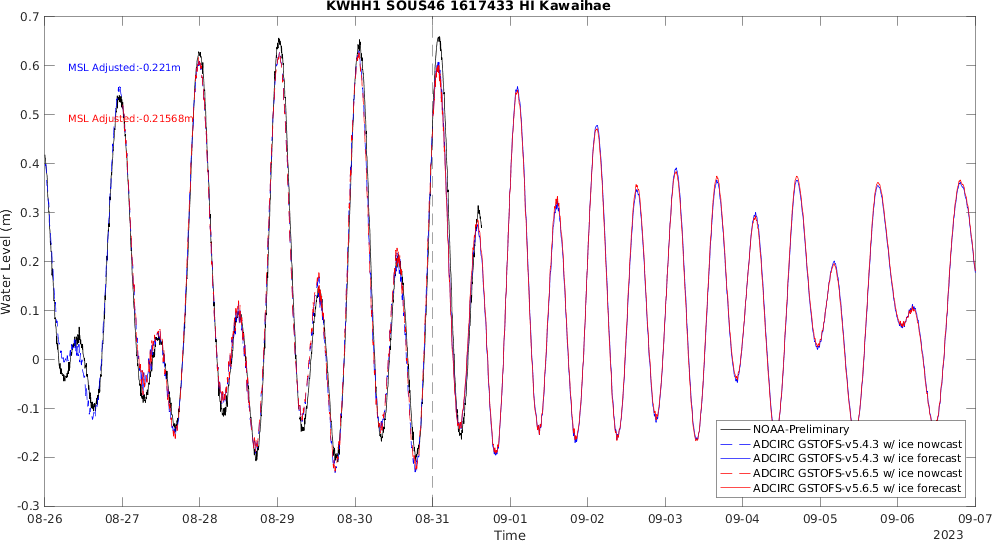 KWHH1 SOUS46 1617433 HI Kawaihae
0.7
0.6
0.5
0.4
0.3
0.2
0.1
0
-0.1
-0.2
-0.3
Water Level (m)
MSL Adjusted:-0.221m
MSL Adjusted:-0.21568m
NOAA-Preliminary
ADCIRC GSTOFS-v5.4.3 w/ ice nowcast
ADCIRC GSTOFS-v5.4.3 w/ ice forecast
ADCIRC GSTOFS-v5.6.5 w/ ice nowcast
ADCIRC GSTOFS-v5.6.5 w/ ice forecast
08-26 08-27 08-28 08-29 08-30 08-31 09-01 09-02 09-03 09-04 09-05 09-06 09-07
Time
2023